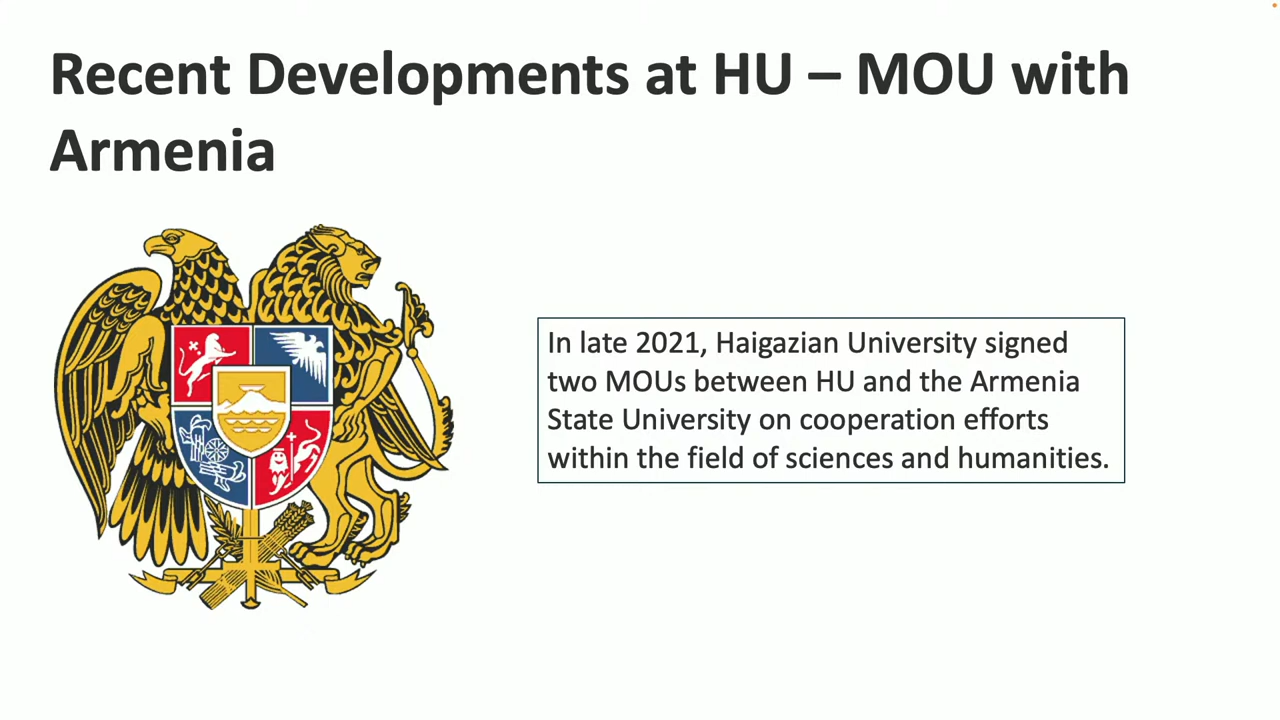 Recent Developments at HU – MOU with
Armenia
In late 2021, Haigazian University signed
two MOUs between HU and the Armenia
State University on cooperation efforts
within the field of sciences and humanities.